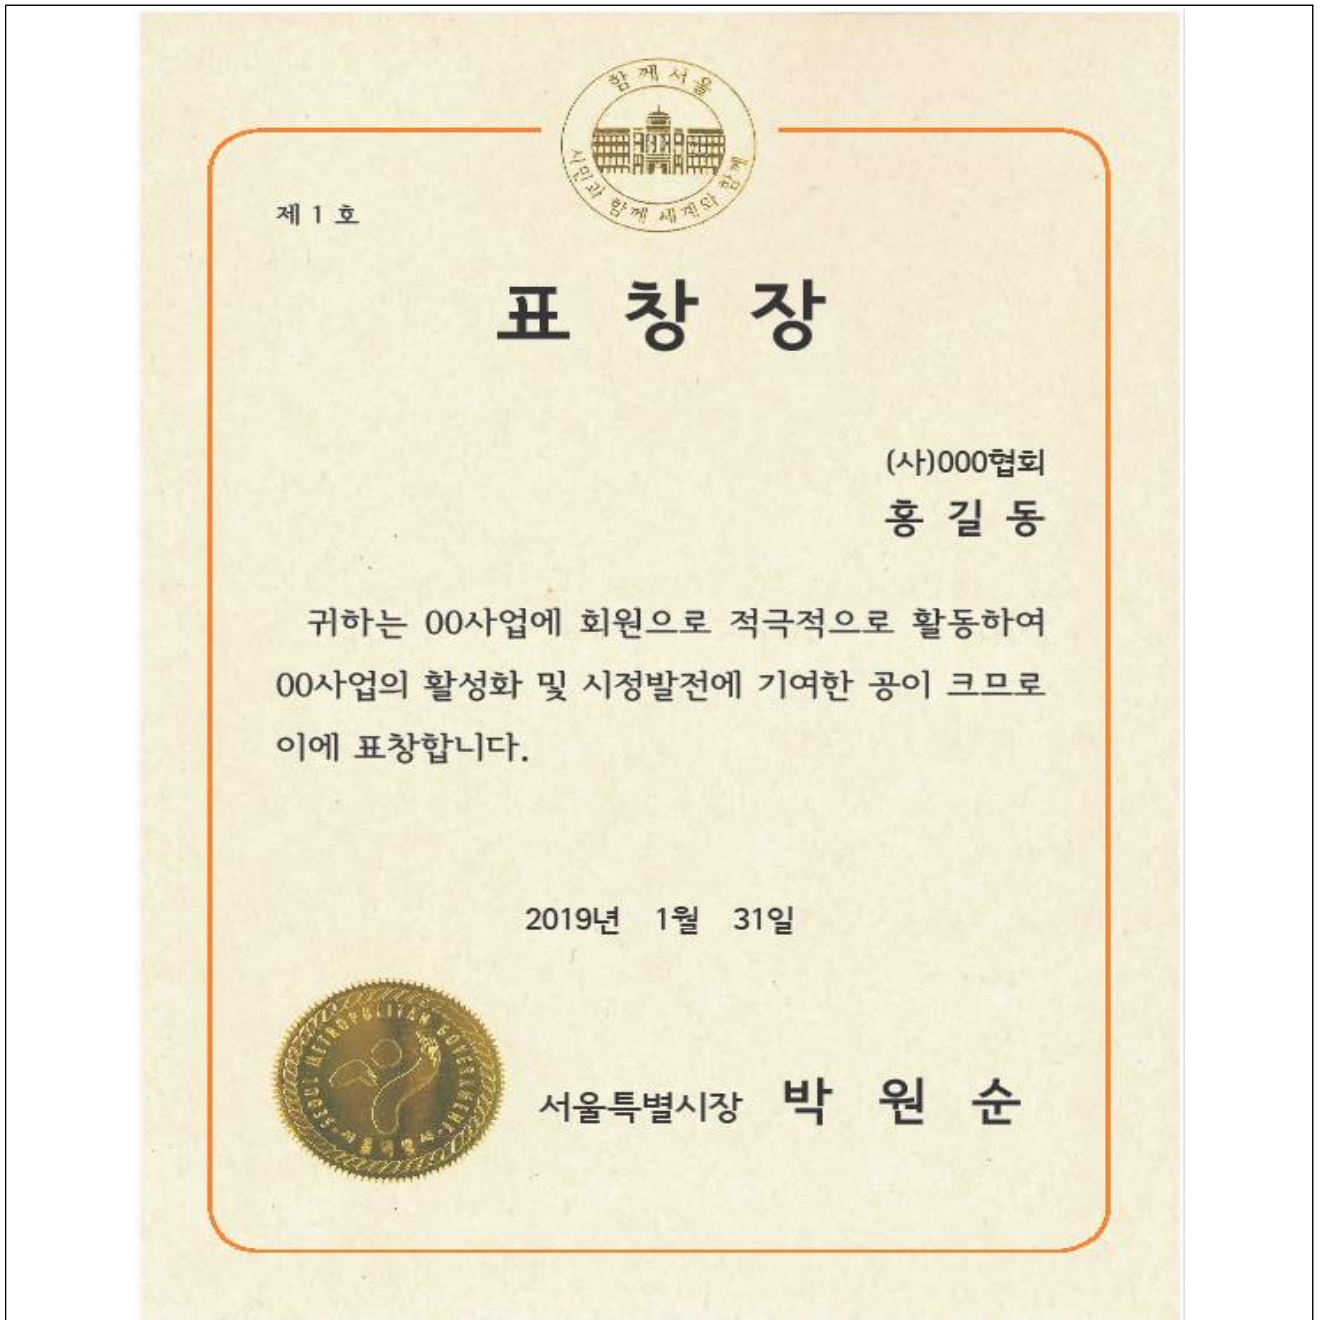 함께서울
시민과 함께 세계와 함께
제 1 호
표 창 장
(사)000협회
홍 길 동
귀하는 00사업에 회원으로 적극적으로 활동하여
00사업의 활성화 및 시정발전에 기여한 공이 크므로
이에 표창합니다.
2019년 1월 31일
SEOUL METROPOLITAN GOVERNMENT
서울특별시
서울특별시장 박 원 순